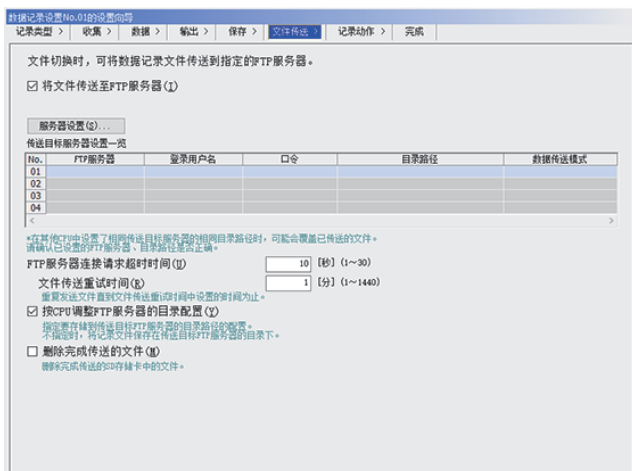 数据记录设置No.01的设置向导
记录类型 > 收集 > 数据 > 输出 > 保存 > 文件传送 > 记录动作 > 完成
文件切换时，可将数据记录文件传送到指定的FTP服务器。
将文件传送至FTP服务器(I)
服务器设置(S)...
传送目标服务器设置一览
No. FTP服务器 登录用户名 口令 目录路径 数据传送模式
01
02
03
04
*在其他CPU中设置了相同传送目标服务器的相同目录路径时，可能会覆盖已传送的文件。
请确认已设置的FTP服务器、目录路径是否正确。
FTP服务器连接请求超时时间(U) 10 [秒] (1～30)
文件传送重试时间(R) 1 [分] (1～1440)
重复发送文件直到文件传送重试时间中设置的时间为止。
按CPU调整FTP服务器的目录配置(Y)
指定要存储到传送目标FTP服务器的目录路径的配置。
不指定时，将记录文件保存在传送目标FTP服务器的目录下。
删除完成传送的文件(M)
删除完成传送的SD存储卡中的文件。